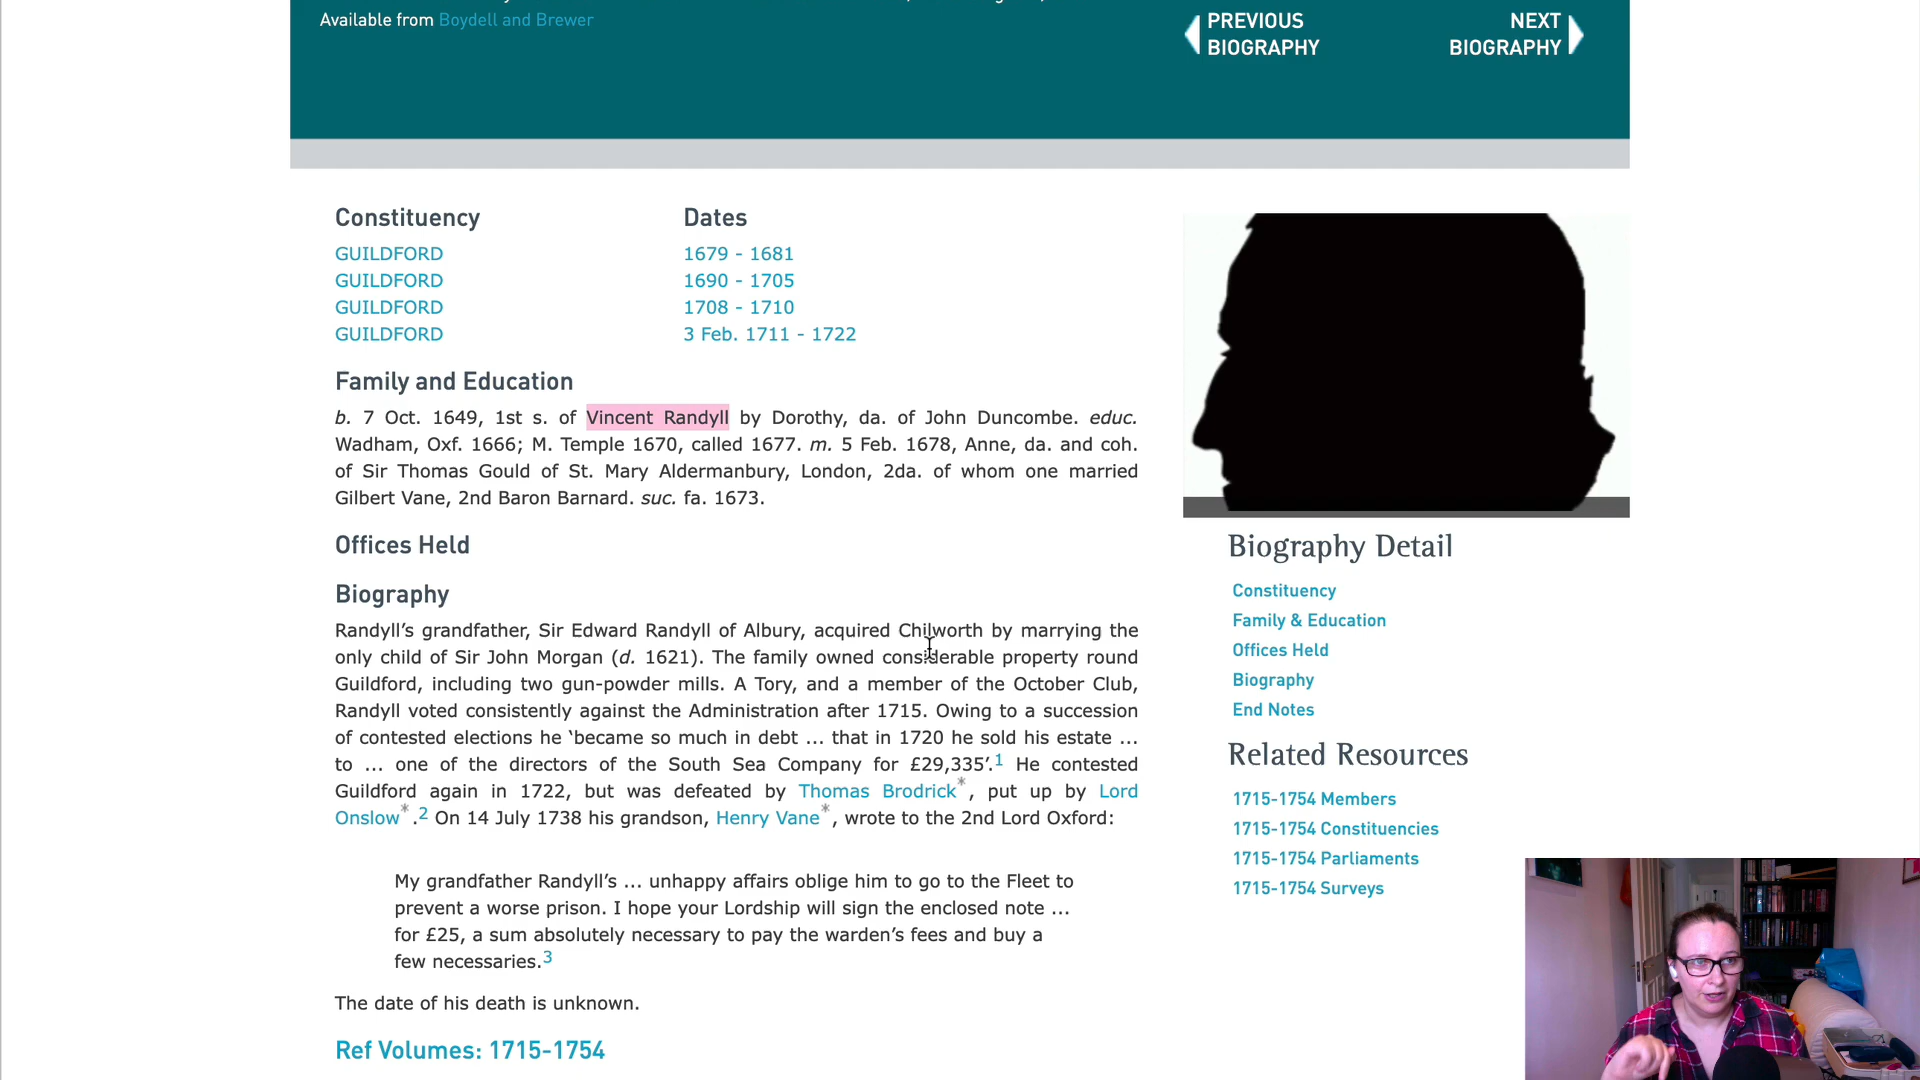 Available from Boydell and Brewer
PREVIOUS
BIOGRAPHY
NEXT
BIOGRAPHY
Constituency
Dates
GUILDFORD
1679 - 1681
GUILDFORD
1690 - 1705
GUILDFORD
1708 - 1710
GUILDFORD
3 Feb. 1711 - 1722
Family and Education
b. 7 Oct. 1649, 1st s. of Vincent Randyll by Dorothy, da. of John Duncombe. educ.
Wadham, Oxf. 1666; M. Temple 1670, called 1677. m. 5 Feb. 1678, Anne, da. and coh.
of Sir Thomas Gould of St. Mary Aldermanbury, London, 2da. of whom one married
Gilbert Vane, 2nd Baron Barnard. suc. fa. 1673.
Offices Held
Biography
Randyll’s grandfather, Sir Edward Randyll of Albury, acquired Chilworth by marrying the
only child of Sir John Morgan (d. 1621). The family owned considerable property round
Guildford, including two gun-powder mills. A Tory, and a member of the October Club,
Randyll voted consistently against the Administration after 1715. Owing to a succession
of contested elections he ‘became so much in debt ... that in 1720 he sold his estate ...
to ... one of the directors of the South Sea Company for £29,335’.1 He contested
Guildford again in 1722, but was defeated by Thomas Brodrick*, put up by Lord
Onslow*.2 On 14 July 1738 his grandson, Henry Vane*, wrote to the 2nd Lord Oxford:
My grandfather Randyll’s ... unhappy affairs oblige him to go to the Fleet to
prevent a worse prison. I hope your Lordship will sign the enclosed note ...
for £25, a sum absolutely necessary to pay the warden’s fees and buy a
few necessaries.3
The date of his death is unknown.
Ref Volumes: 1715-1754
Biography Detail
Constituency
Family & Education
Offices Held
Biography
End Notes
Related Resources
1715-1754 Members
1715-1754 Constituencies
1715-1754 Parliaments
1715-1754 Surveys